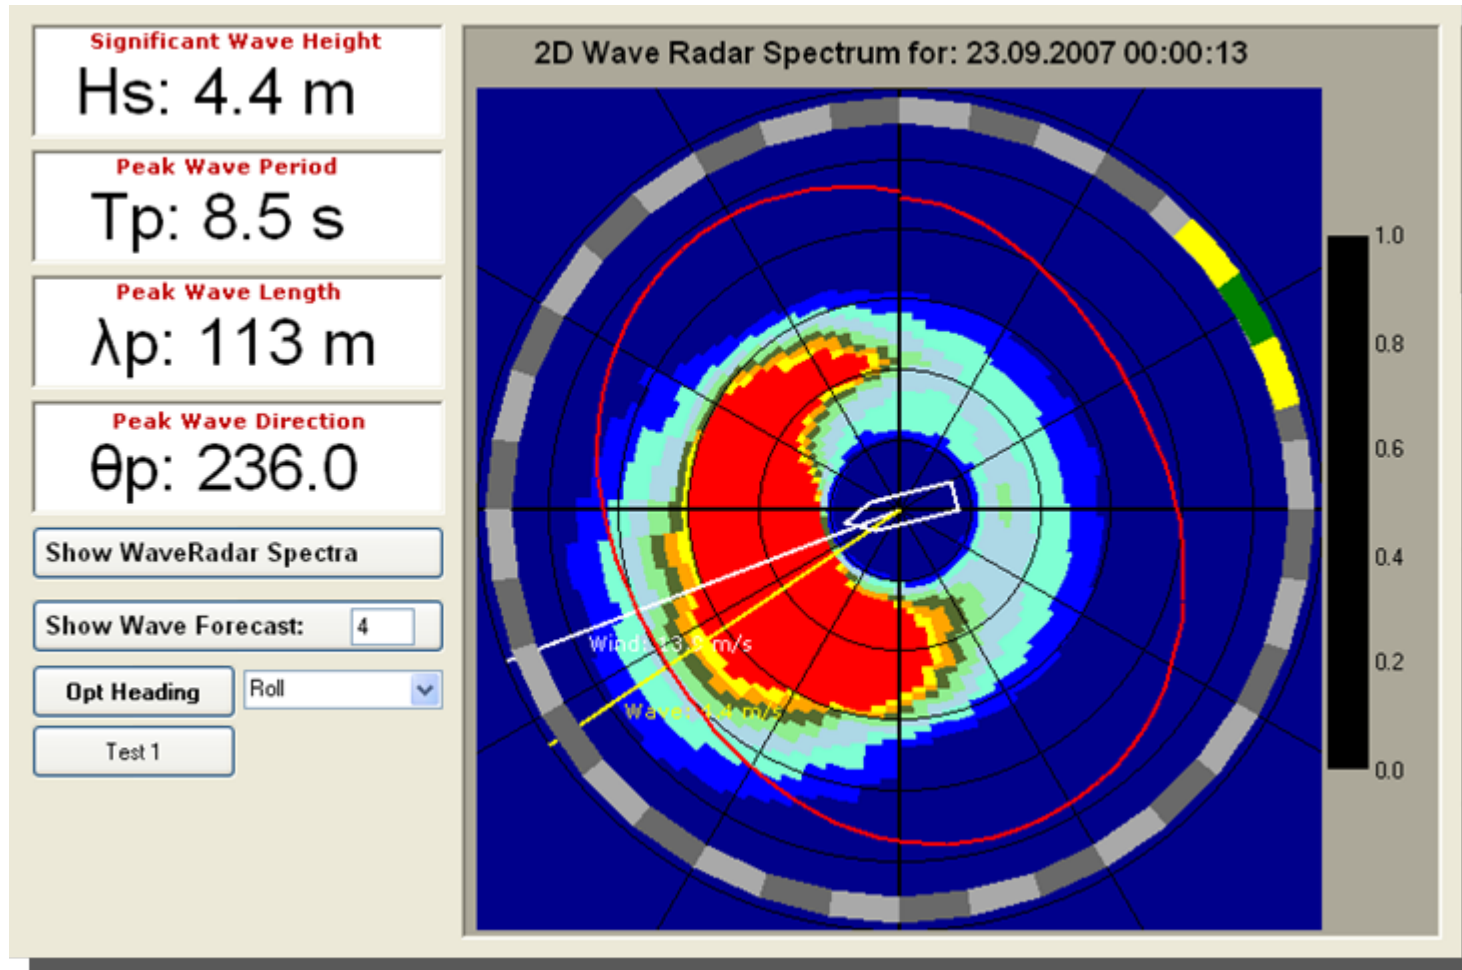 Significant Wave Height
Hs: 4.4 m
Peak Wave Period
Tp: 8.5 s
Peak Wave Length
λp: 113 m
Peak Wave Direction
θp: 236.0
Show WaveRadar Spectra
Show Wave Forecast: 4
Opt Heading Roll
Test 1
2D Wave Radar Spectrum for: 23.09.2007 00:00:13
Wind: 13.9 m/s
Wave: 4.4 m/s
1.0
0.8
0.6
0.4
0.2
0.0